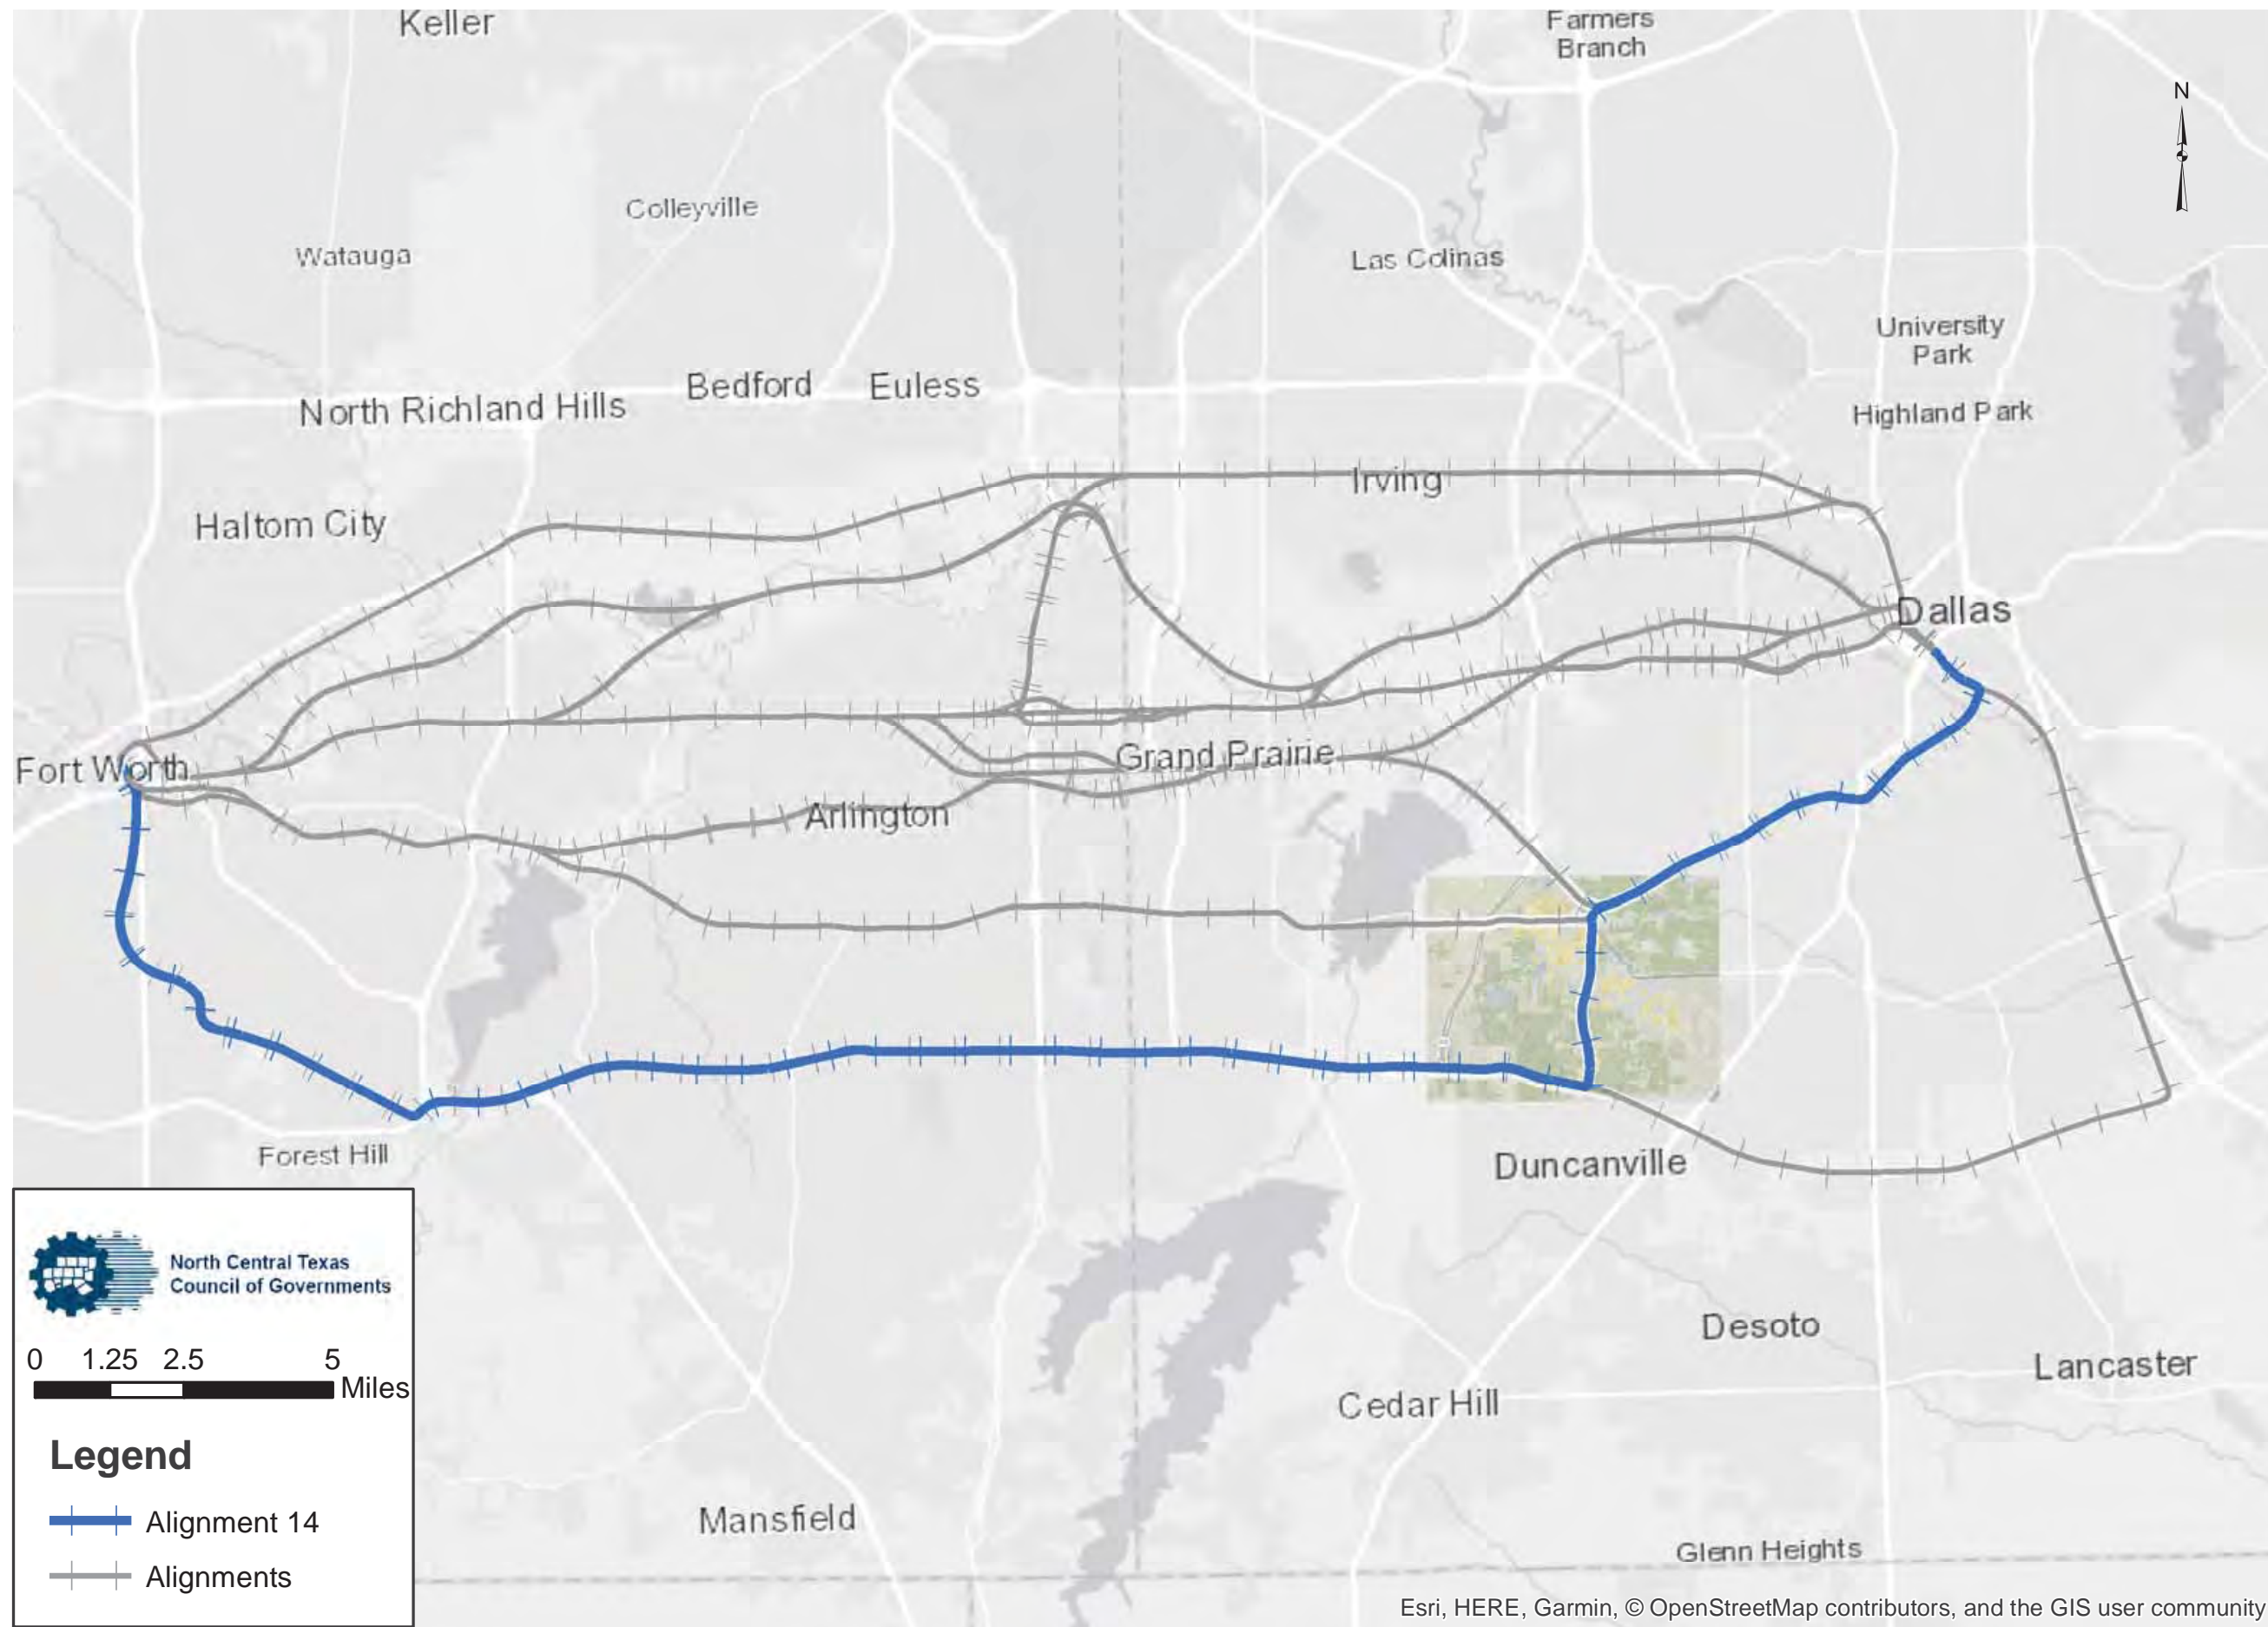 Keller
Farmers
Branch
N
Colleyville
Watauga
Las Colinas
University
Park
Bedford
Euless
North Richland Hills
Highland Park
Irving
Haltom City
Dallas
Grand Prairie
Fort Worth
Arlington
Forest Hill
Duncanville
North Central Texas
Council of Governments
Desoto
0 1.25 2.5 5
Miles
Lancaster
Cedar Hill
Legend
Alignment 14
Mansfield
Glenn Heights
Alignments
Esri, HERE, Garmin, © OpenStreetMap contributors, and the GIS user community